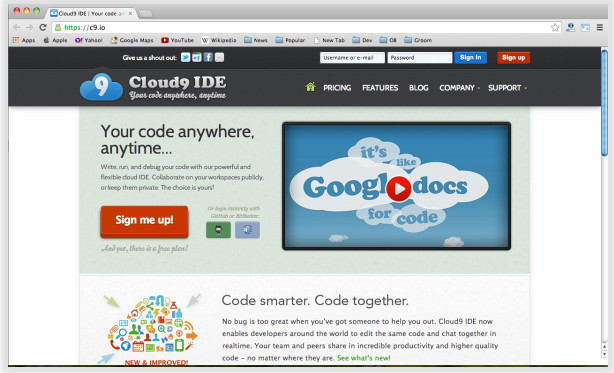 Cloud9 IDE | Your code an
https://c9.io
Apps Apple Yahoo! Google Maps YouTube Wikipedia News Popular New Tab Dev OB Groom
Give us a shout out:
Username or e-mail Password Sign in Sign up
9 Cloud9 IDE
Your code anywhere, anytime
PRICING FEATURES BLOG COMPANY SUPPORT
Your code anywhere,
anytime...
Write, run, and debug your code with our powerful and
flexible cloud IDE. Collaborate on your workspaces publicly,
or keep them private. The choice is yours!
Sign me up!
Or login instantly with
GitHub or BitBucket:
And yes, there is a free plan!
it's
like
Google docs
for code
Code smarter. Code together.
No bug is too great when you've got someone to help you out. Cloud9 IDE now
enables developers around the world to edit the same code and chat together in
realtime. Your team and peers share in incredible productivity and higher quality
code – no matter where they are. See what's new!
NEW & IMPROVED!